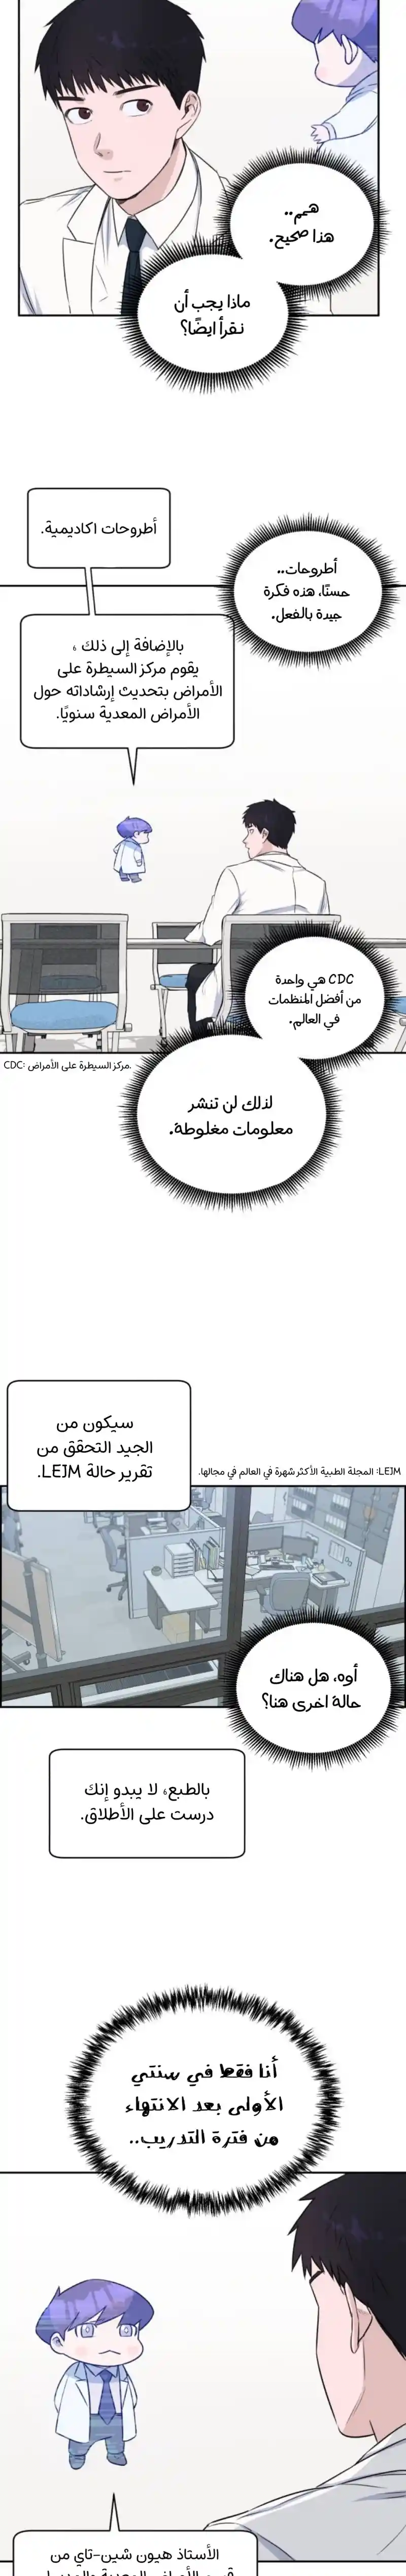 همم..
هذا صحيح.
ماذا يجب أن
نقرأ ايضًا؟
أطروحات اكاديمية.
أطروحات..
حسنًا، هذه فكرة
جيدة بالفعل.
بالإضافة إلى ذلك ،
يقوم مركز السيطرة على
الأمراض بتحديث إرشاداته حول
الأمراض المعدية سنويًا.
CDC هي واحدة
من أفضل المنظمات
في العالم.
CDC: مركز السيطرة على الأمراض.
لذلك لن تنشر
معلومات مغلوطة.
سيكون من
الجيد التحقق من
تقرير حالة LEJM.
LEJM: المجلة الطبية الأكثر شهرة في العالم في مجالها.
أوه، هل هناك
حالة اخرى هنا؟
بالطبع، لا يبدو إنك
درست على الأطلاق.
أنا فقط في سنتي
الأولى بعد الانتهاء
من فترة التدريب..
الأستاذ هيون شين-تاي من